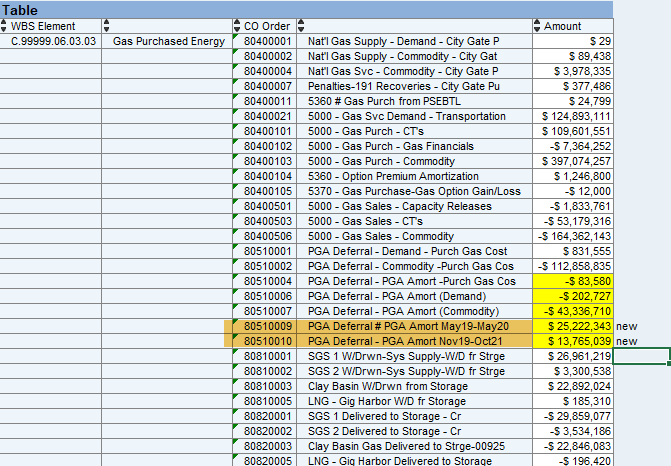 Table
WBS Element CO Order Amount
C.99999.06.03.03 Gas Purchased Energy 80400001 Nat'l Gas Supply - Demand - City Gate P $ 29
80400002 Nat'l Gas Supply - Commodity - City Gat $ 89,438
80400004 Nat'l Gas Svc - Commodity - City Gate P $ 3,978,335
80400007 Penalties-191 Recoveries - City Gate Pu $ 377,486
80400011 5360 # Gas Purch from PSEBTL $ 24,799
80400021 5000 - Gas Svc Demand - Transportation $ 124,893,111
80400101 5000 - Gas Purch - CT's $ 109,601,551
80400102 5000 - Gas Purch - Gas Financials -$ 7,364,252
80400103 5000 - Gas Purch - Commodity $ 397,074,257
80400104 5360 - Option Premium Amortization $ 1,246,800
80400105 5370 - Gas Purchase-Gas Option Gain/Loss -$ 12,000
80400501 5000 - Gas Sales - Capacity Releases -$ 1,833,761
80400503 5000 - Gas Sales - CT's -$ 53,179,316
80400506 5000 - Gas Sales - Commodity -$ 164,362,143
80510001 PGA Deferral - Demand - Purch Gas Cost $ 831,555
80510002 PGA Deferral - Commodity -Purch Gas Cos -$ 112,858,835
80510004 PGA Deferral - PGA Amort -Purch Gas Cos -$ 83,580
80510006 PGA Deferral - PGA Amort (Demand) -$ 202,727
80510007 PGA Deferral - PGA Amort (Commodity) -$ 43,336,710
80510009 PGA Deferral # PGA Amort May19-May20 $ 25,222,343 new
80510010 PGA Deferral - PGA Amort Nov19-Oct21 $ 13,765,039 new
80810001 SGS 1 W/Drwn-Sys Supply-W/D fr Strge $ 26,961,219
80810002 SGS 2 W/Drwn-Sys Supply-W/D fr Strge $ 3,300,538
80810003 Clay Basin W/Drwn from Storage $ 22,892,024
80810005 LNG - Gig Harbor W/D fr Storage $ 185,310
80820001 SGS 1 Delivered to Storage - Cr -$ 29,859,077
80820002 SGS 2 Delivered to Storage - Cr -$ 3,534,186
80820003 Clay Basin Gas Delivered to Strge-00925 -$ 22,846,083
80820005 LNG - Gig Harbor Delivered to Storage -$ 196,420